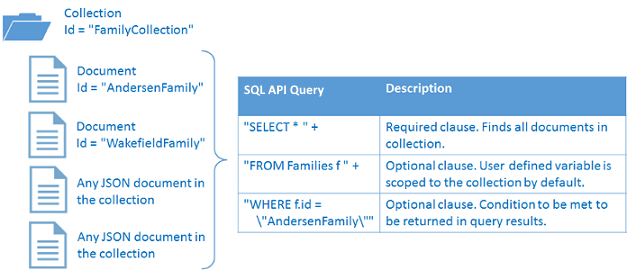 Collection
Id = "FamilyCollection"
Document
Id = "AndersenFamily"
Document
Id = "WakefieldFamily"
Any JSON document in
the collection
Any JSON document in
the collection
SQL API Query
Description
"SELECT * " +
Required clause. Finds all documents in
collection.
"FROM Families f " +
Optional clause. User defined variable is
scoped to the collection by default.
"WHERE f.id =
\"AndersenFamily\""
Optional clause. Condition to be met to
be returned in query results.